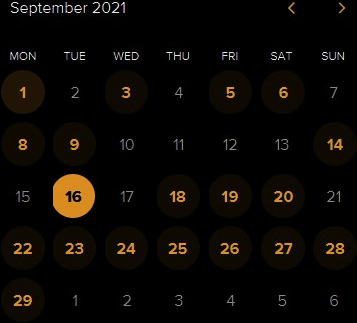 September 2021
MON TUE WED THU FRI SAT SUN
1 2 3 4 5 6 7
8 9 10 11 12 13 14
15 16 17 18 19 20 21
22 23 24 25 26 27 28
29 1 2 3 4 5 6